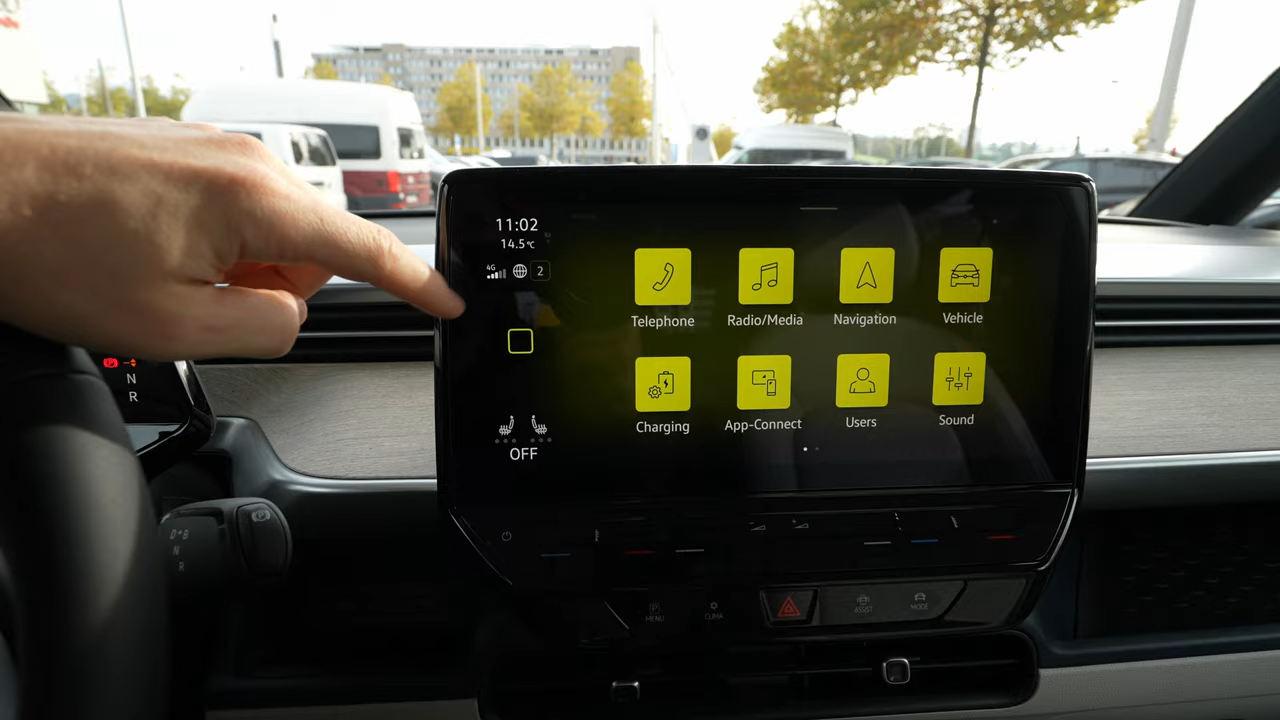 11:02
14.5°C
4G
2
Telephone
Radio/Media
Navigation
Vehicle
Charging
App-Connect
Users
Sound
OFF
N
R
D/B
N
R
P
MENU
CLIMA
ASSIST
MODE